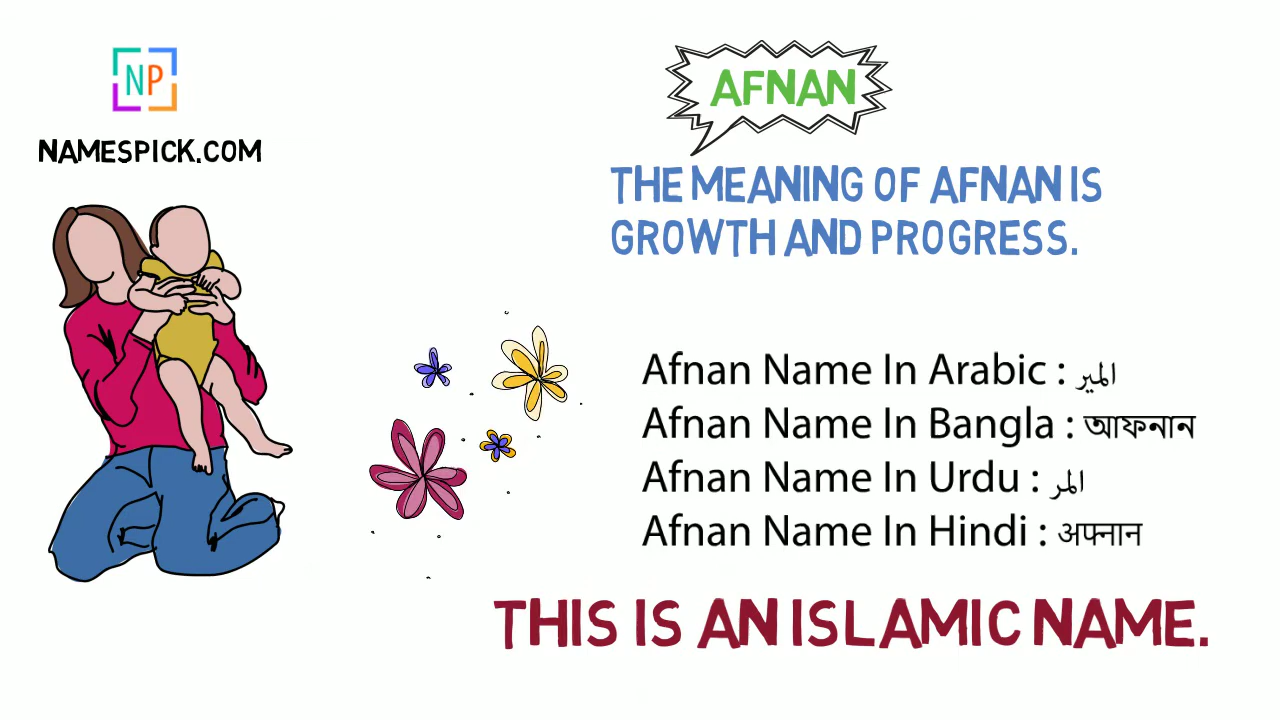 NP
NAMESPICK.COM
AFNAN
THE MEANING OF AFNAN IS
GROWTH AND PROGRESS.
Afnan Name In Arabic : المير
Afnan Name In Bangla : আফনান
Afnan Name In Urdu : المر
Afnan Name In Hindi : अफ्नान
THIS IS AN ISLAMIC NAME.